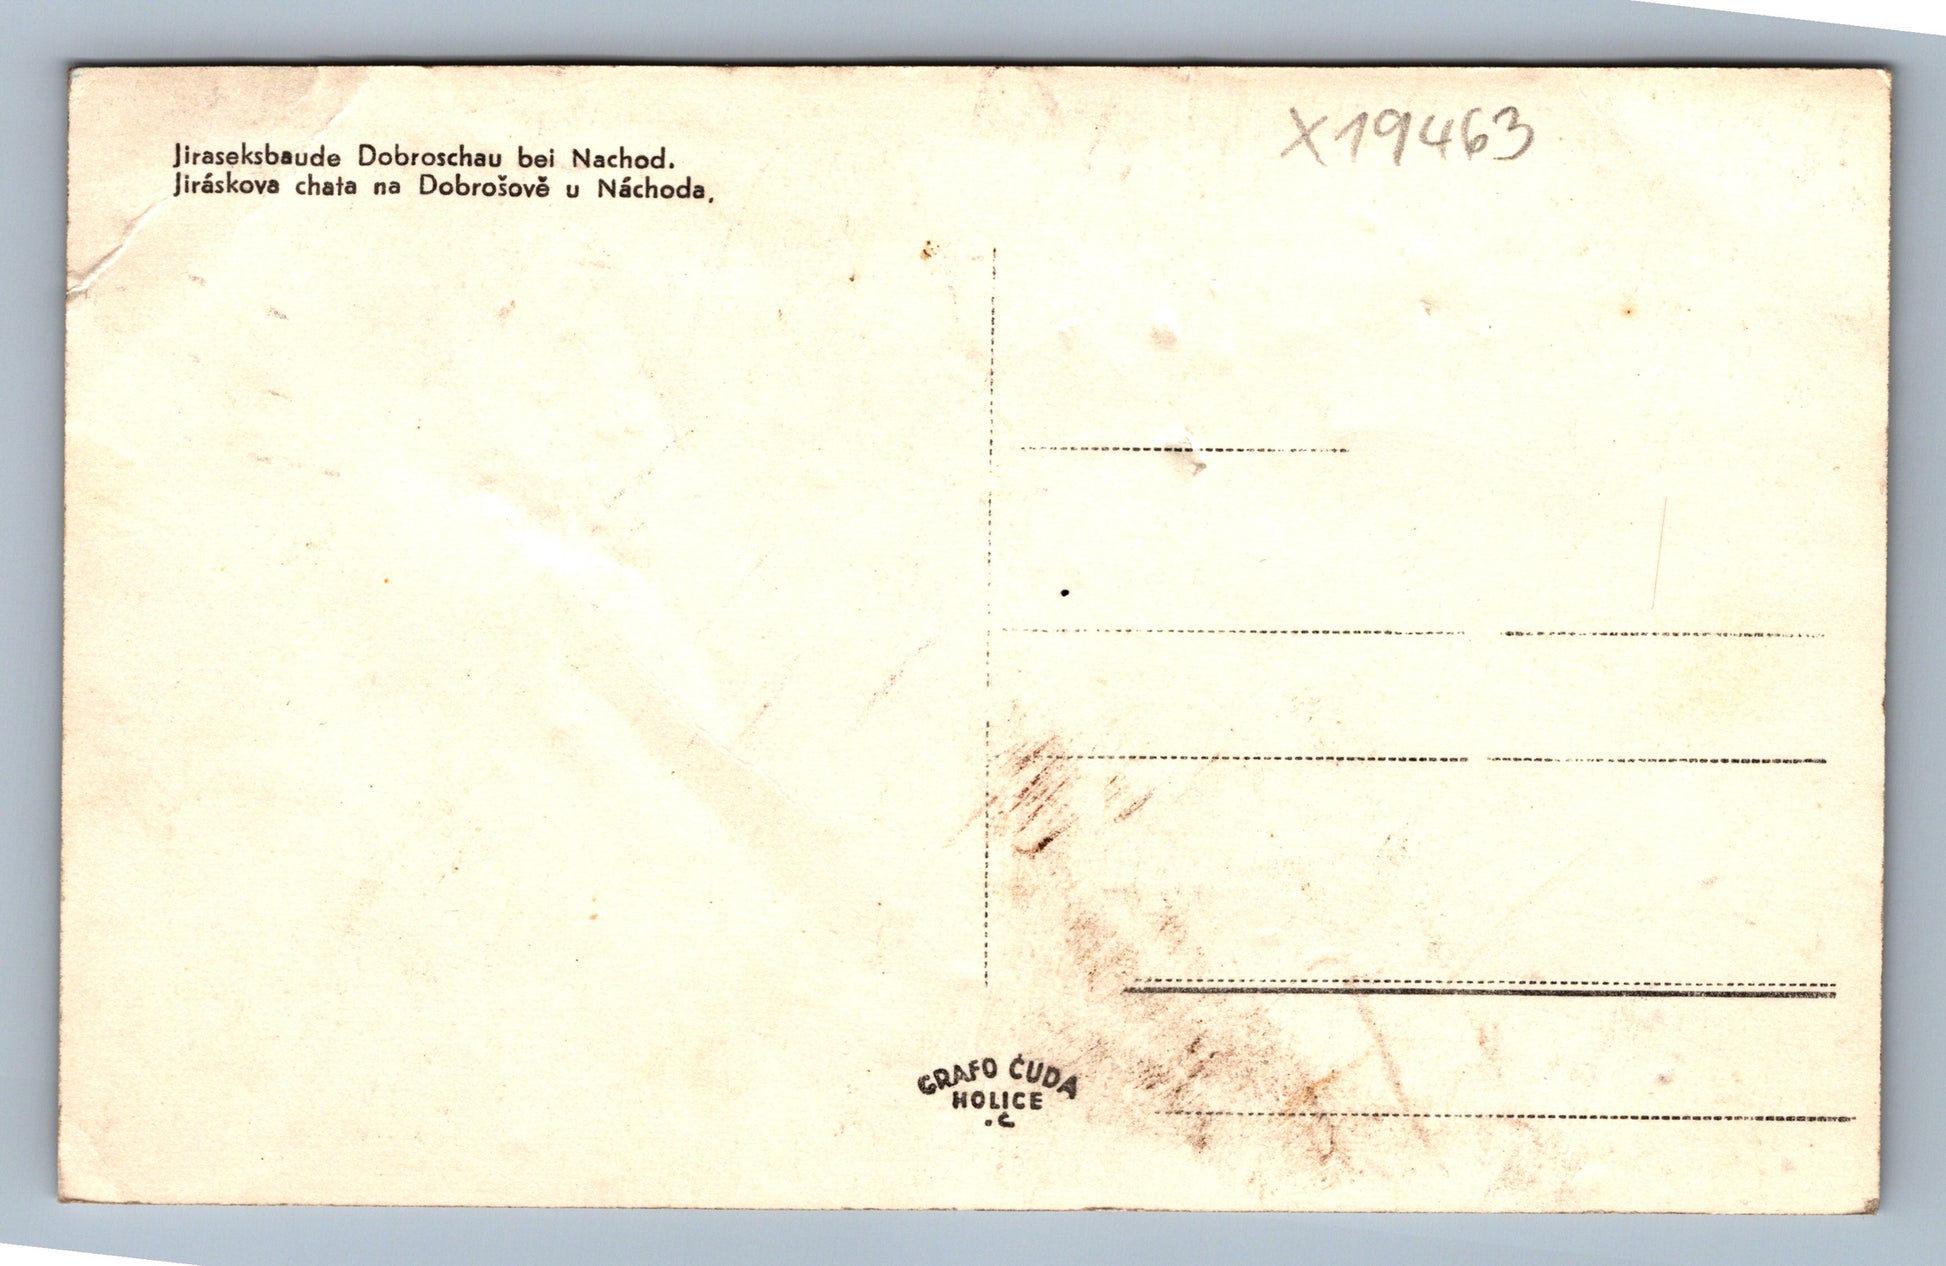 Jiraseksbaude Dobroschau bei Nachod.
Jiráskova chata na Dobrošově u Náchoda,
X19463
GRAFO ČUDA
HOLICE
.Č